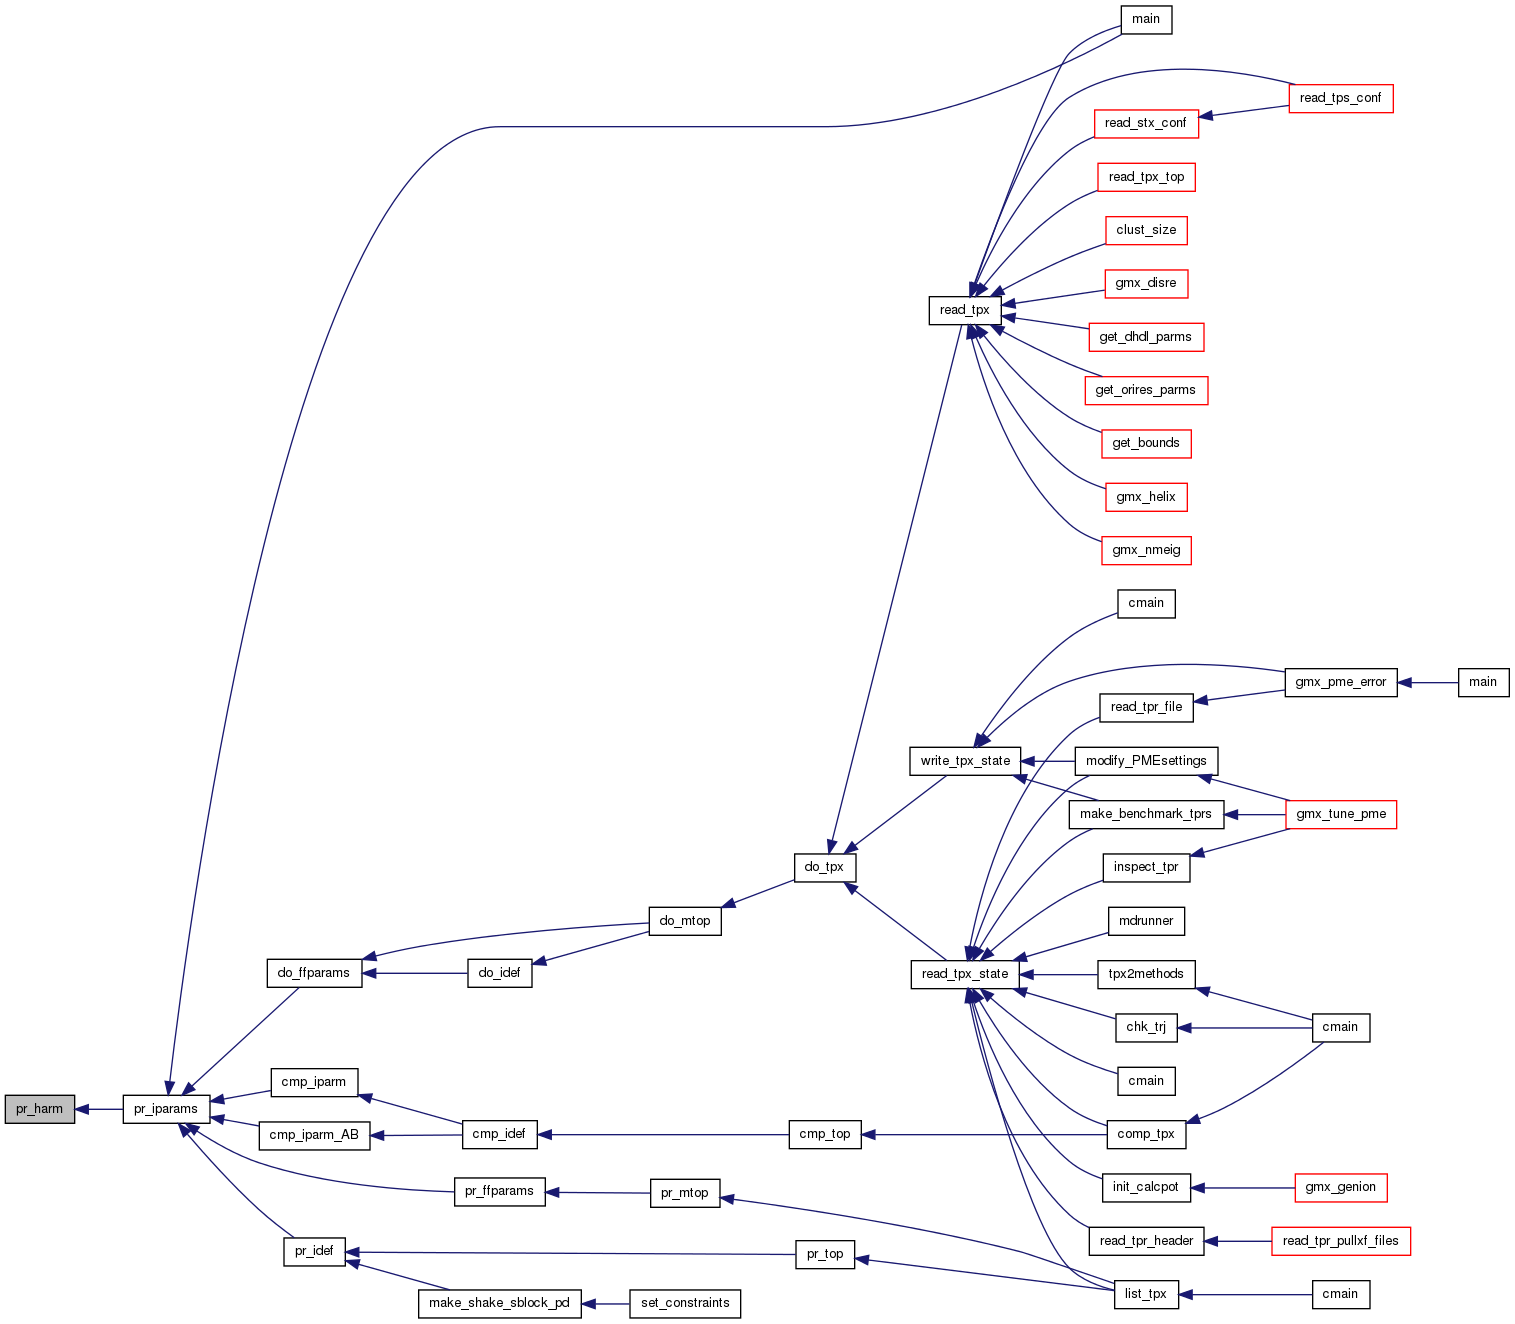 main
read_tps_conf
read_stx_conf
read_tpx_top
clust_size
gmx_disre
read_tpx
get_dhdl_parms
get_orires_parms
get_bounds
gmx_helix
gmx_nmeig
cmain
gmx_pme_error
main
read_tpr_file
write_tpx_state
modify_PMEsettings
make_benchmark_tprs
gmx_tune_pme
do_tpx
inspect_tpr
do_mtop
mdrunner
do_ffparams
do_idef
read_tpx_state
tpx2methods
chk_trj
cmain
cmp_iparm
cmain
pr_harm
pr_iparams
cmp_iparm_AB
cmp_idef
cmp_top
comp_tpx
pr_ffparams
pr_mtop
init_calcpot
gmx_genion
pr_idef
pr_top
read_tpr_header
read_tpr_pullxf_files
make_shake_sblock_pd
set_constraints
list_tpx
cmain